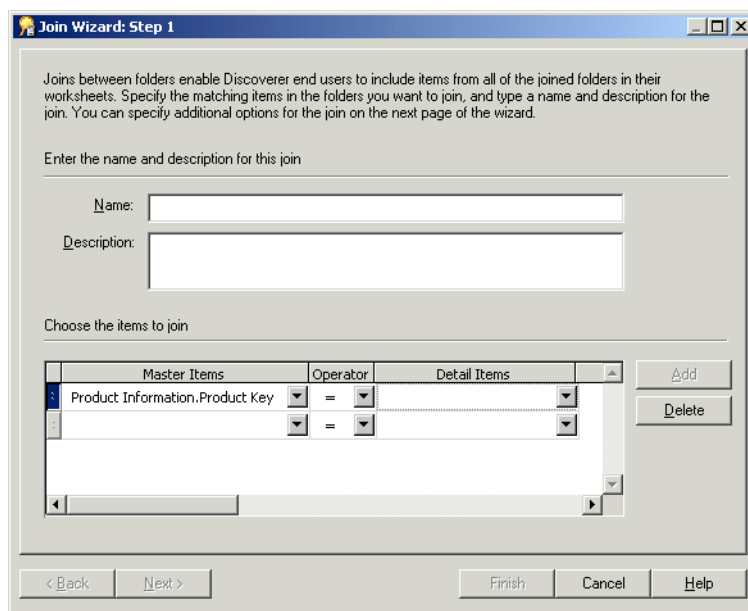 Join Wizard: Step 1
Joins between folders enable Discoverer end users to include items from all of the joined folders in their
worksheets. Specify the matching items in the folders you want to join, and type a name and description for the
join. You can specify additional options for the join on the next page of the wizard.
Enter the name and description for this join
Name:
Description:
Choose the items to join
Master Items Operator Detail Items
Add
Product Information.Product Key =
Delete
=
< Back Next > Finish Cancel Help